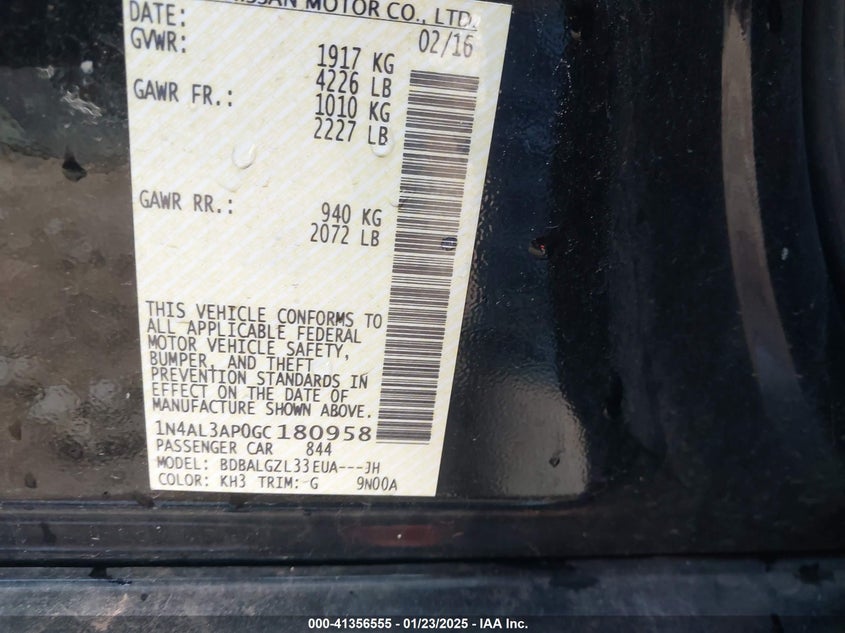 NISSAN MOTOR CO., LTD.
DATE: 02/16
GVWR: 1917 KG
4226 LB
GAWR FR.: 1010 KG
2227 LB
GAWR RR.: 940 KG
2072 LB
THIS VEHICLE CONFORMS TO
ALL APPLICABLE FEDERAL
MOTOR VEHICLE SAFETY,
BUMPER, AND THEFT
PREVENTION STANDARDS IN
EFFECT ON THE DATE OF
MANUFACTURE SHOWN ABOVE.
1N4AL3AP0GC180958
PASSENGER CAR 844
MODEL: BDBALGZL33EUA---JH
COLOR: KH3 TRIM: G 9N00A
000-41356555 - 01/23/2025 - IAA Inc.